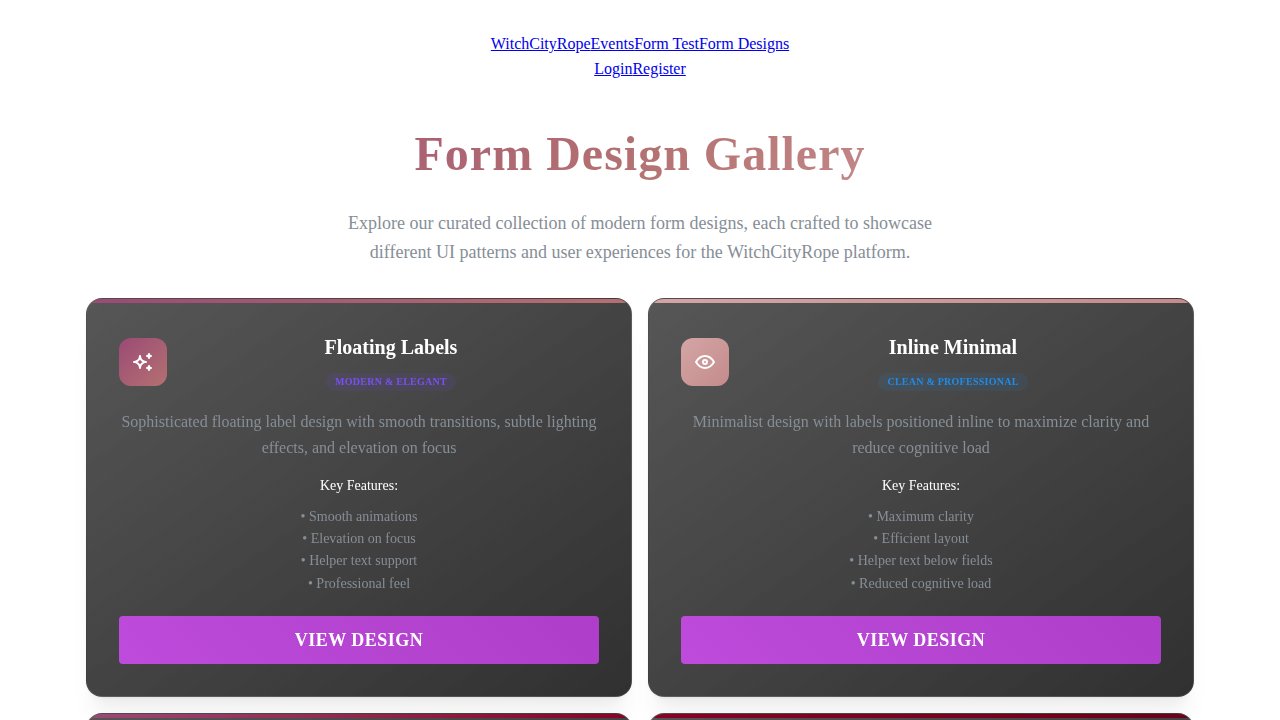 WitchCityRopeEventsForm TestForm Designs
LoginRegister
Form Design Gallery
Explore our curated collection of modern form designs, each crafted to showcase
different UI patterns and user experiences for the WitchCityRope platform.
Floating Labels
MODERN & ELEGANT
Sophisticated floating label design with smooth transitions, subtle lighting
effects, and elevation on focus
Key Features:
• Smooth animations
• Elevation on focus
• Helper text support
• Professional feel
VIEW DESIGN
Inline Minimal
CLEAN & PROFESSIONAL
Minimalist design with labels positioned inline to maximize clarity and
reduce cognitive load
Key Features:
• Maximum clarity
• Efficient layout
• Helper text below fields
• Reduced cognitive load
VIEW DESIGN